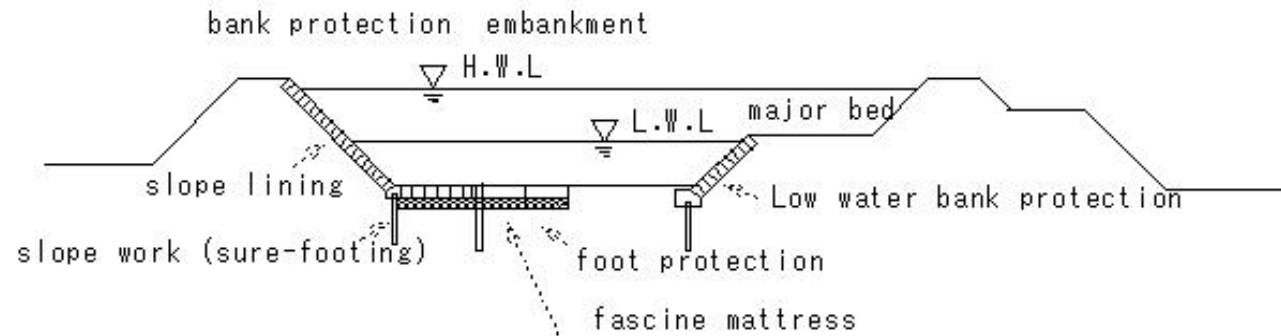 bank protection embankment
H.W.L
major bed
L.W.L
slope lining
Low water bank protection
slope work (sure-footing)
foot protection
fascine mattress